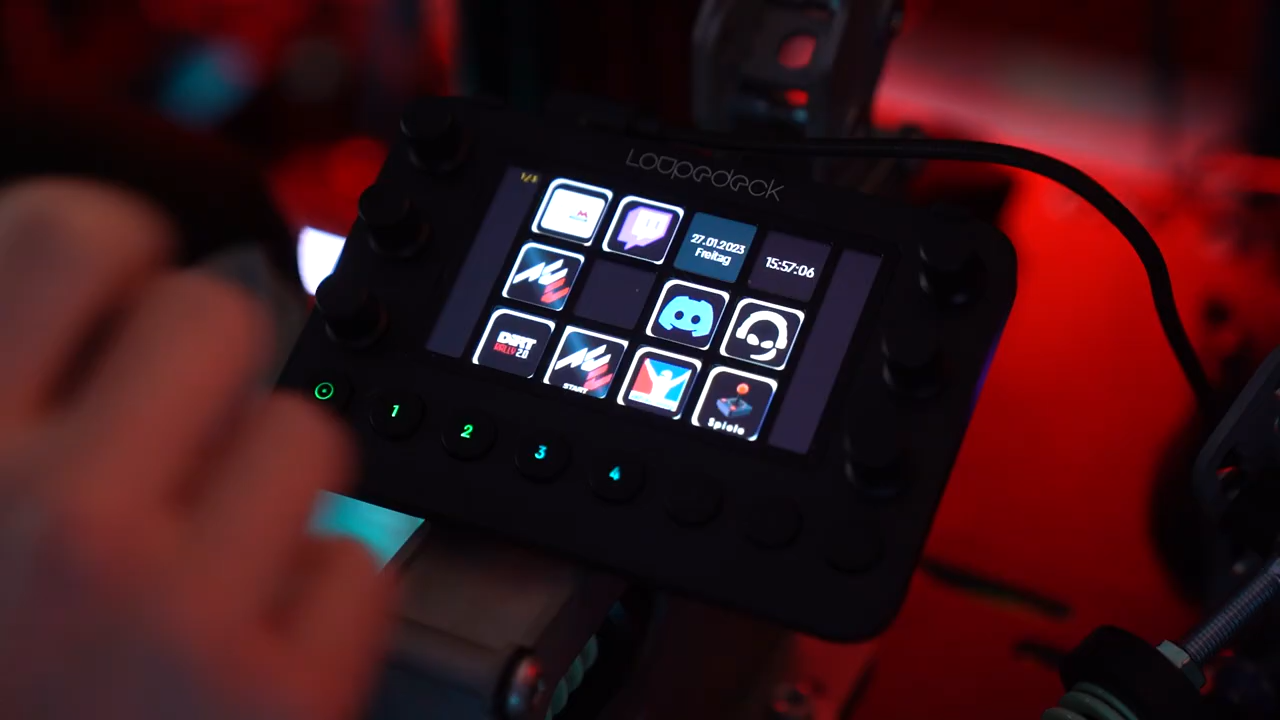 Loupedeck
27.01.2023
Freitag
15:57:06
DiRT
RALLY 2.0
START
Spiele
1
2
3
4